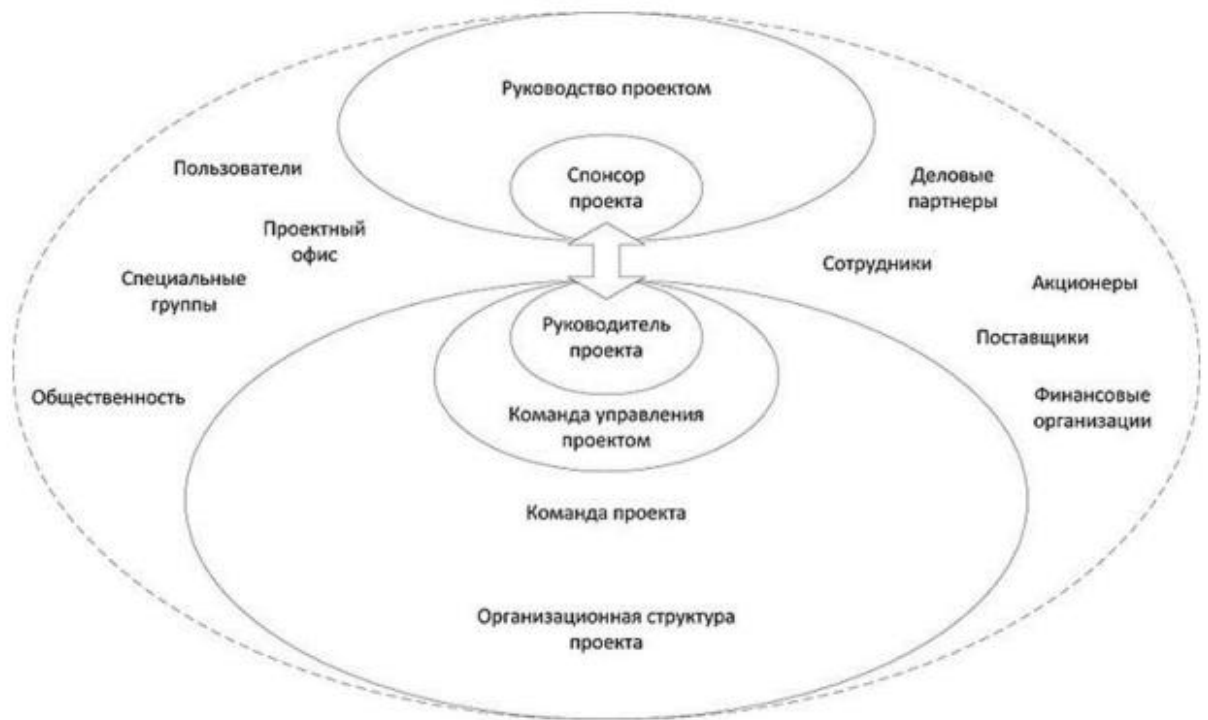 Руководство проектом
Пользователи
Спонсор
проекта
Деловые
партнеры
Проектный
офис
Сотрудники
Специальные
группы
Акционеры
Руководитель
проекта
Поставщики
Общественность
Команда управления
проектом
Финансовые
организации
Команда проекта
Организационная структура
проекта